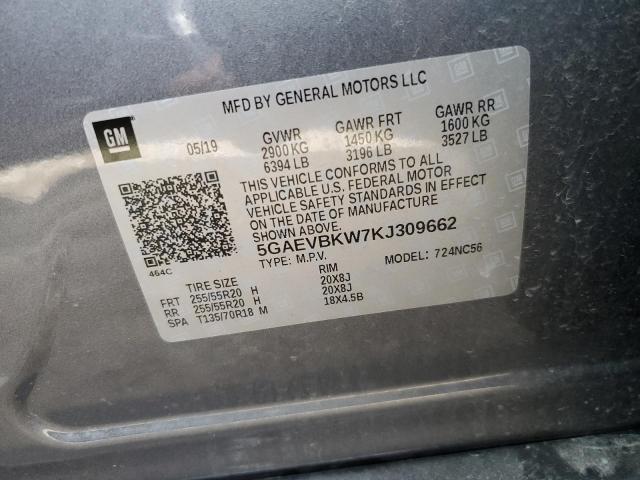 MFD BY GENERAL MOTORS LLC
GM
05/19 GVWR GAWR FRT GAWR RR
2900 KG 1450 KG 1600 KG
6394 LB 3196 LB 3527 LB
THIS VEHICLE CONFORMS TO ALL
APPLICABLE U.S. FEDERAL MOTOR
VEHICLE SAFETY STANDARDS IN EFFECT
ON THE DATE OF MANUFACTURE SHOWN ABOVE.
5GAEVBKW7KJ309662
TYPE: M.P.V. MODEL: 724NC56
464C
TIRE SIZE RIM
FRT 255/55R20 H 20X8J
RR 255/55R20 H 20X8J
SPA T135/70R18 M 18X4.5B